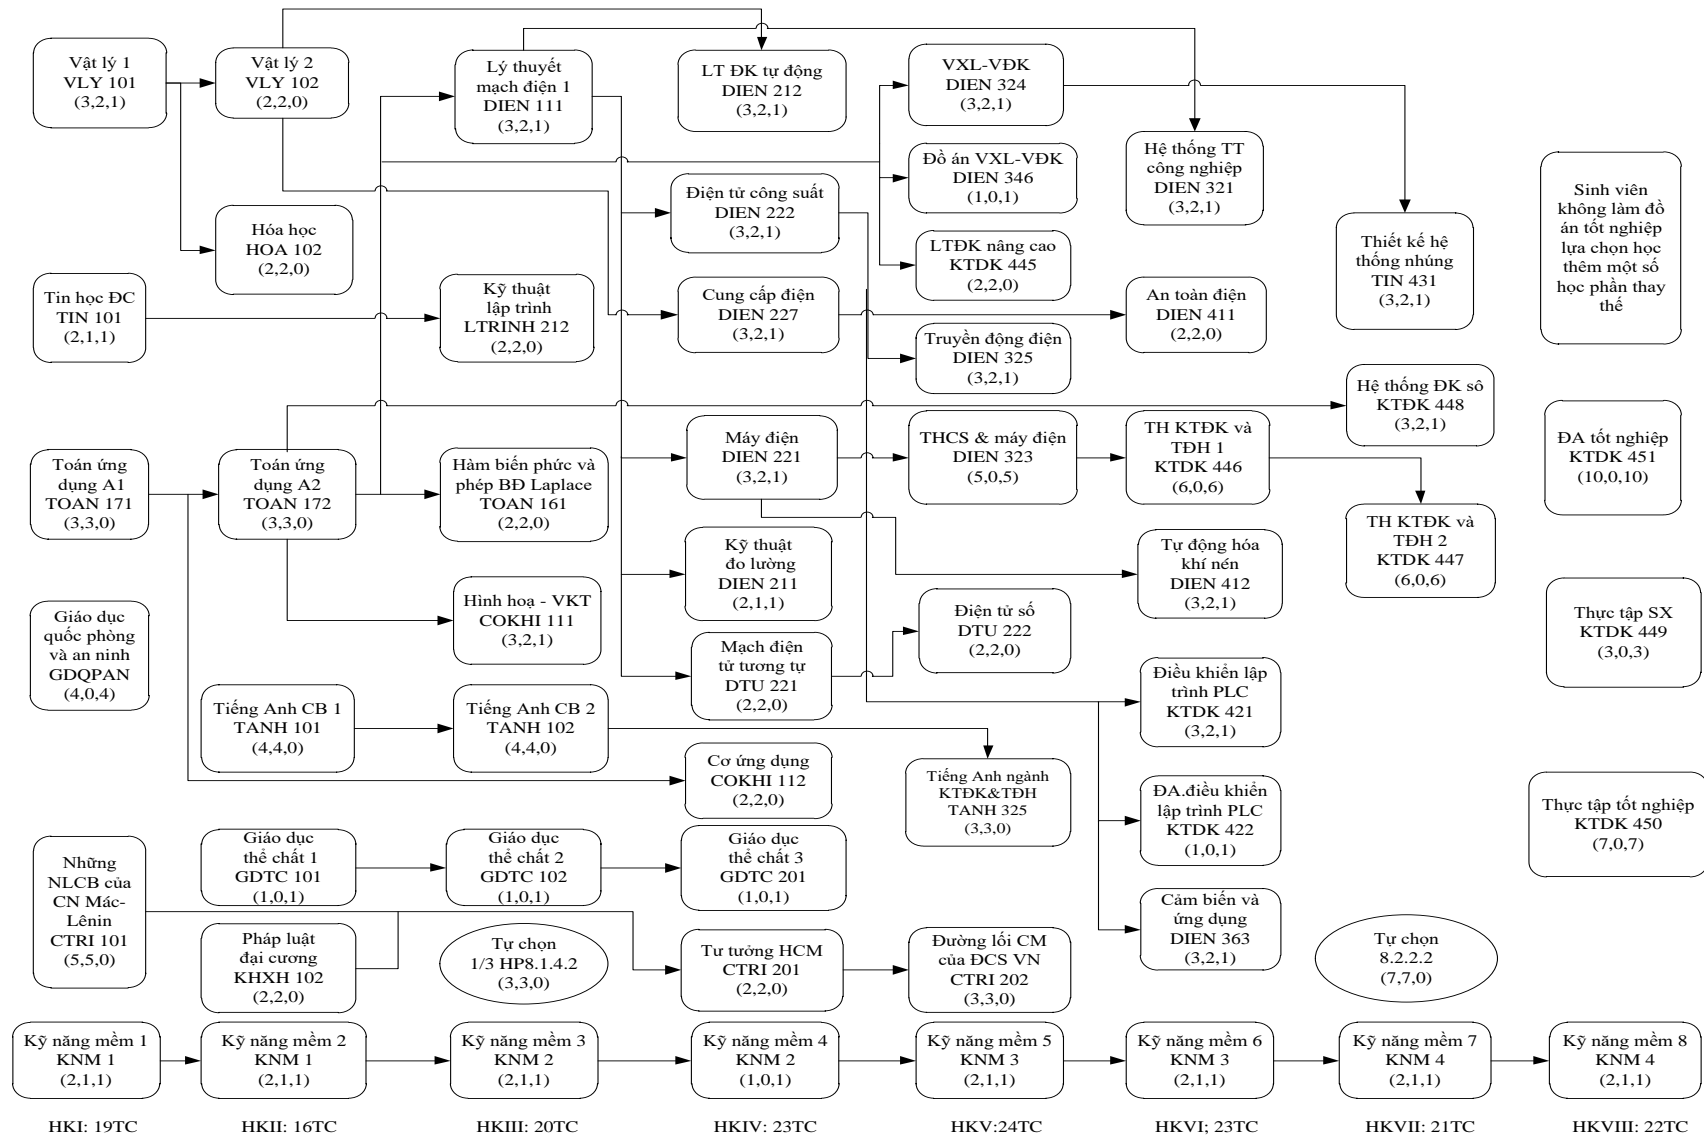 Vật lý 1
VLY 101
(3,2,1)
Tin học ĐC
TIN 101
(2,1,1)
Toán ứng
dụng A1
TOAN 171
(3,3,0)
Giáo dục
quốc phòng
và an ninh
GDQPAN
(4,0,4)
Những
NLCB của
CN Mác-
Lênin
CTRI 101
(5,5,0)
Kỹ năng mềm 1
KNM 1
(2,1,1)
HKI: 19TC
Vật lý 2
VLY 102
(2,2,0)
Hóa học
HOA 102
(2,2,0)
Toán ứng
dụng A2
TOAN 172
(3,3,0)
Tiếng Anh CB 1
TANH 101
(4,4,0)
Giáo dục
thể chất 1
GDTC 101
(1,0,1)
Pháp luật
đại cương
KHXH 102
(2,2,0)
Kỹ năng mềm 2
KNM 1
(2,1,1)
HKII: 16TC
Lý thuyết
mạch điện 1
DIEN 111
(3,2,1)
Kỹ thuật
lập trình
LTRINH 212
(2,2,0)
Hàm biến phức và
phép BĐ Laplace
TOAN 161
(2,2,0)
Hình hoạ - VKT
COKHI 111
(3,2,1)
Tiếng Anh CB 2
TANH 102
(4,4,0)
Giáo dục
thể chất 2
GDTC 102
(1,0,1)
Tự chọn
1/3 HP8.1.4.2
(3,3,0)
Kỹ năng mềm 3
KNM 2
(2,1,1)
HKIII: 20TC
LT ĐK tự động
DIEN 212
(3,2,1)
Điện tử công suất
DIEN 222
(3,2,1)
Cung cấp điện
DIEN 227
(3,2,1)
Máy điện
DIEN 221
(3,2,1)
Kỹ thuật
đo lường
DIEN 211
(2,1,1)
Mạch điện
tử tương tự
DTU 221
(2,2,0)
Cơ ứng dụng
COKHI 112
(2,2,0)
Giáo dục
thể chất 3
GDTC 201
(1,0,1)
Tư tưởng HCM
CTRI 201
(2,2,0)
Kỹ năng mềm 4
KNM 2
(1,0,1)
HKIV: 23TC
VXL-VĐK
DIEN 324
(3,2,1)
Đồ án VXL-VĐK
DIEN 346
(1,0,1)
LTĐK nâng cao
KTDK 445
(2,2,0)
Truyền động điện
DIEN 325
(3,2,1)
THCS & máy điện
DIEN 323
(5,0,5)
Điện tử số
DTU 222
(2,2,0)
Tiếng Anh ngành
KTĐK&TĐH
TANH 325
(3,3,0)
Đường lối CM
của ĐCS VN
CTRI 202
(3,3,0)
Kỹ năng mềm 5
KNM 3
(2,1,1)
HKV:24TC
Hệ thống TT
công nghiệp
DIEN 321
(3,2,1)
An toàn điện
DIEN 411
(2,2,0)
TH KTĐK và
TĐH 1
KTDK 446
(6,0,6)
Tự động hóa
khí nén
DIEN 412
(3,2,1)
Điều khiển lập
trình PLC
KTDK 421
(3,2,1)
ĐA.điều khiển
lập trình PLC
KTDK 422
(1,0,1)
Cảm biến và
ứng dụng
DIEN 363
(3,2,1)
Kỹ năng mềm 6
KNM 3
(2,1,1)
HKVI; 23TC
Thiết kế hệ
thống nhúng
TIN 431
(3,2,1)
Hệ thống ĐK sô
KTĐK 448
(3,2,1)
TH KTĐK và
TĐH 2
KTDK 447
(6,0,6)
Tự chọn
8.2.2.2
(7,7,0)
Kỹ năng mềm 7
KNM 4
(2,1,1)
HKVII: 21TC
Sinh viên
không làm đồ
án tốt nghiệp
lựa chọn học
thêm một số
học phần thay
thế
ĐA tốt nghiệp
KTDK 451
(10,0,10)
Thực tập SX
KTDK 449
(3,0,3)
Thực tập tốt nghiệp
KTDK 450
(7,0,7)
Kỹ năng mềm 8
KNM 4
(2,1,1)
HKVIII: 22TC